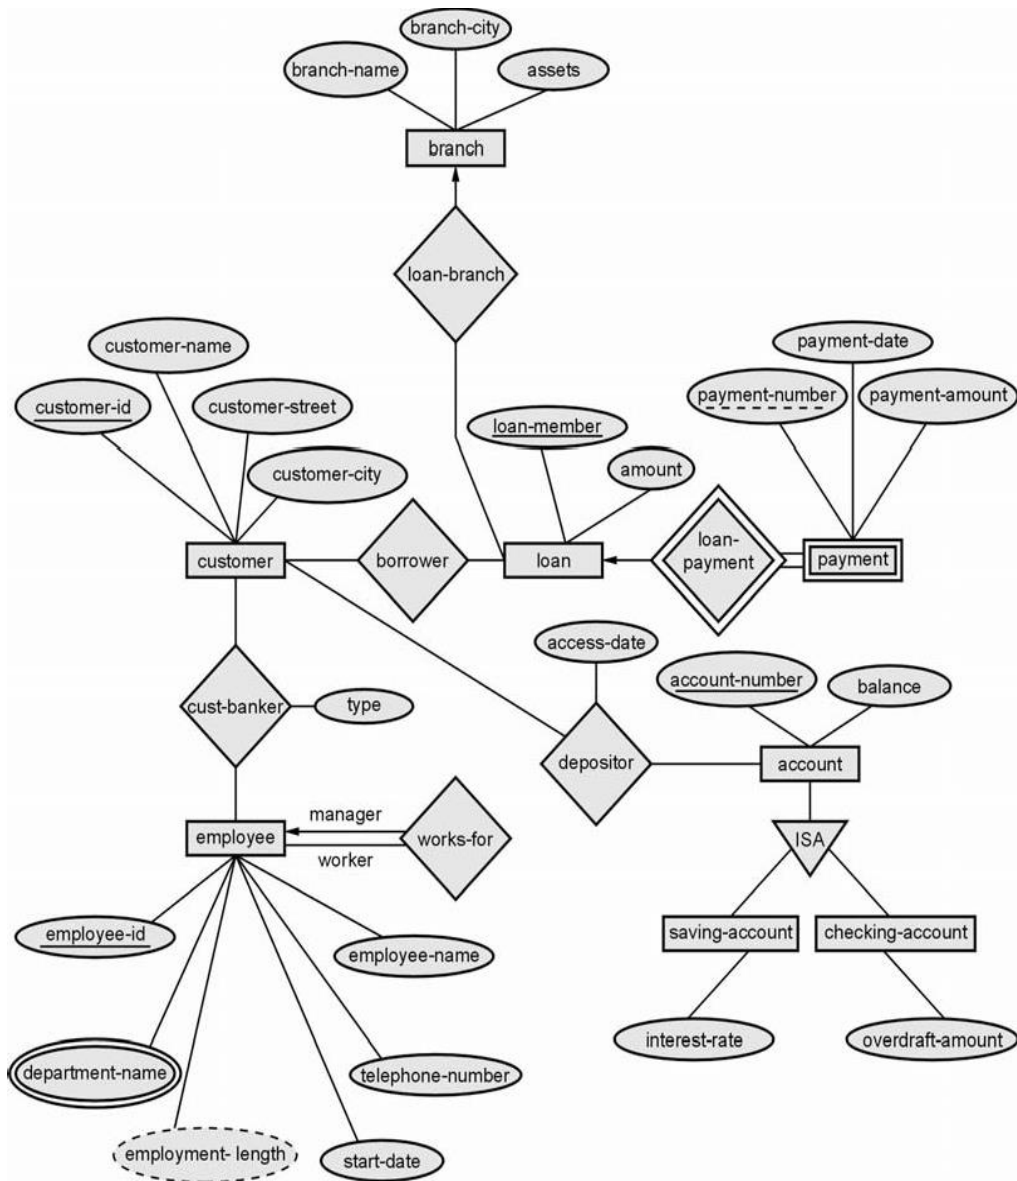 branch-city
branch-name
assets
branch
loan-branch
customer-name
payment-date
customer-id
customer-street
payment-number
payment-amount
loan-member
customer-city
amount
customer
borrower
loan
loan-
payment
payment
access-date
account-number
balance
cust-banker
type
depositor
account
manager
employee
works-for
worker
ISA
employee-id
employee-name
saving-account
checking-account
interest-rate
overdraft-amount
department-name
telephone-number
employment- length
start-date